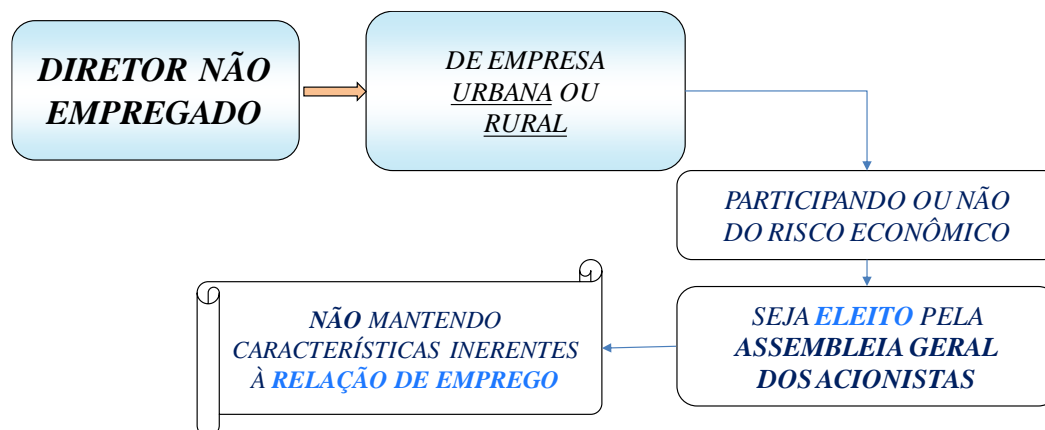 DIRETOR NÃO
EMPREGADO
DE EMPRESA
URBANA OU
RURAL
PARTICIPANDO OU NÃO
DO RISCO ECONÔMICO
SEJA ELEITO PELA
ASSEMBLEIA GERAL
DOS ACIONISTAS
NÃO MANTENDO
CARACTERÍSTICAS INERENTES
À RELAÇÃO DE EMPREGO